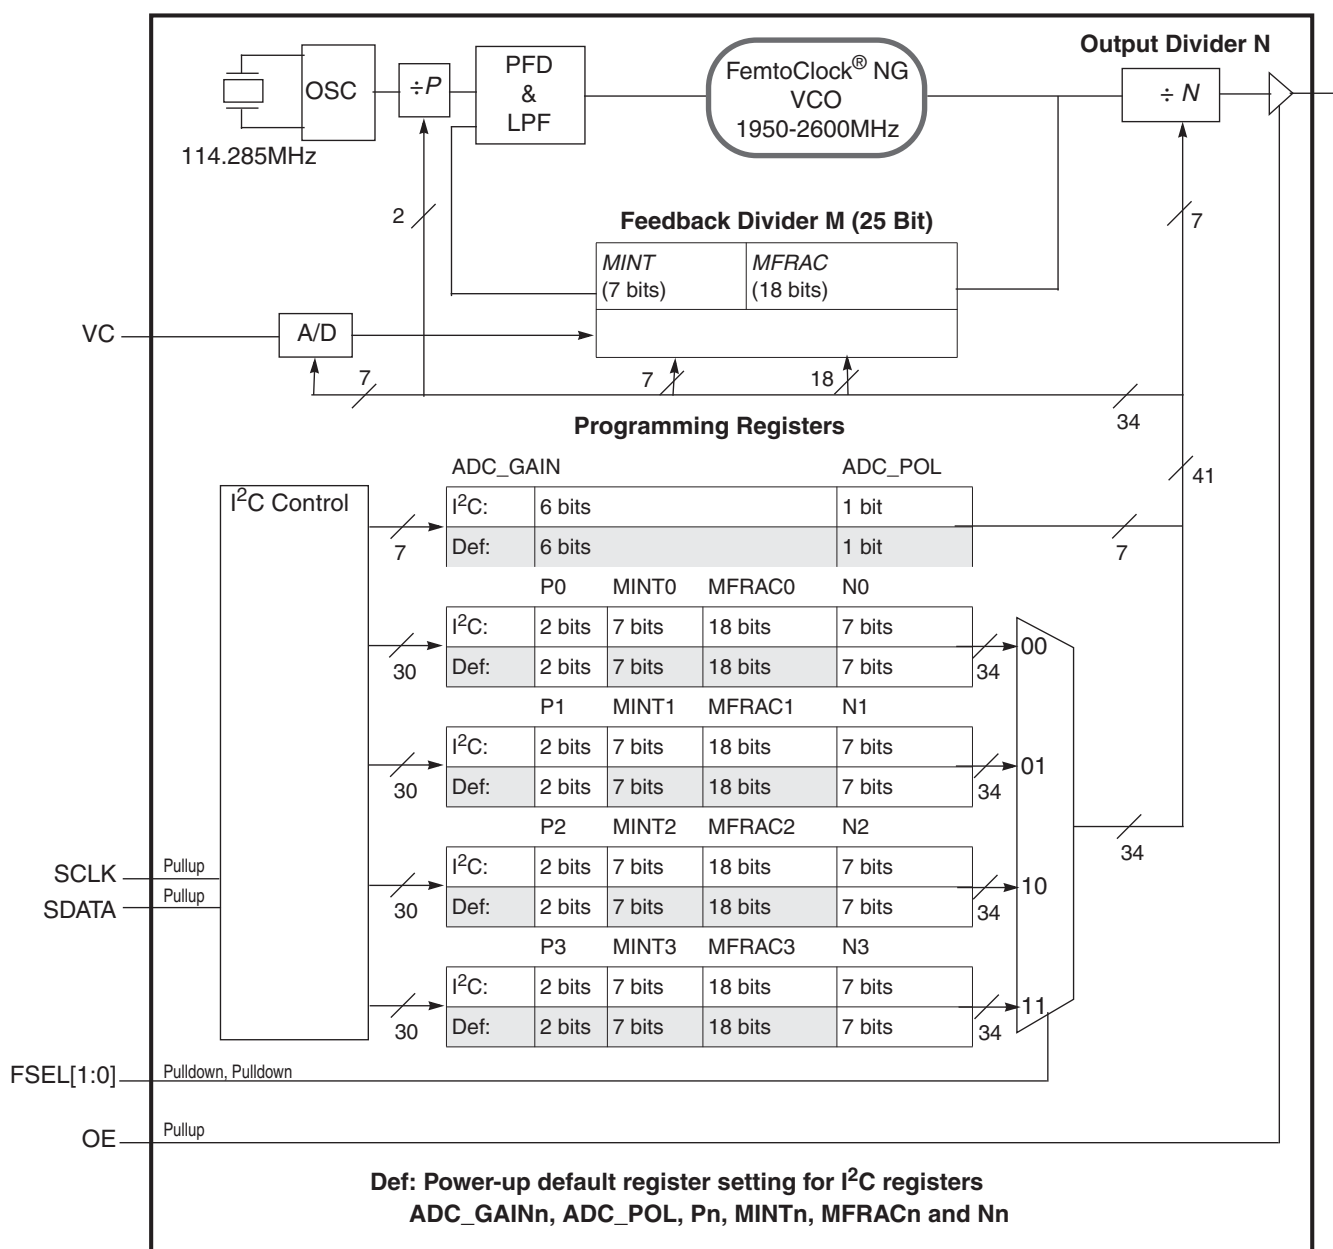 Output Divider N
OSC
÷P
PFD
&
LPF
FemtoClock® NG
VCO
1950-2600MHz
÷ N
114.285MHz
2
7
Feedback Divider M (25 Bit)
MINT
(7 bits)
MFRAC
(18 bits)
VC
A/D
7
7
18
34
Programming Registers
41
ADC_GAIN
ADC_POL
I²C Control
I²C: 6 bits 1 bit
Def: 6 bits 1 bit
7
7
P0 MINT0 MFRAC0 N0
I²C: 2 bits 7 bits 18 bits 7 bits
Def: 2 bits 7 bits 18 bits 7 bits
30
34
00
P1 MINT1 MFRAC1 N1
I²C: 2 bits 7 bits 18 bits 7 bits
Def: 2 bits 7 bits 18 bits 7 bits
30
34
01
P2 MINT2 MFRAC2 N2
34
I²C: 2 bits 7 bits 18 bits 7 bits
Def: 2 bits 7 bits 18 bits 7 bits
30
34
10
SCLK Pullup
SDATA Pullup
P3 MINT3 MFRAC3 N3
I²C: 2 bits 7 bits 18 bits 7 bits
Def: 2 bits 7 bits 18 bits 7 bits
30
34
11
FSEL[1:0] Pulldown, Pulldown
OE Pullup
Def: Power-up default register setting for I²C registers
ADC_GAINn, ADC_POL, Pn, MINTn, MFRACn and Nn